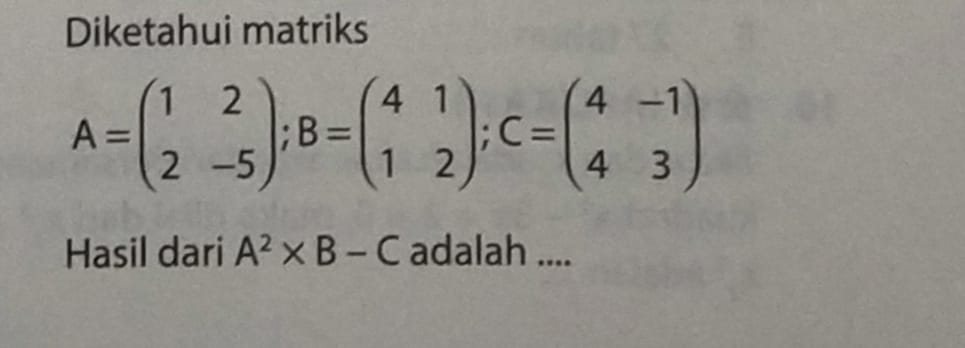 Diketahui matriks
A = (1 2 2 –5) ; B = (4 1 1 2) ; C = (4 –1 4 3)
Hasil dari A² × B – C adalah ....